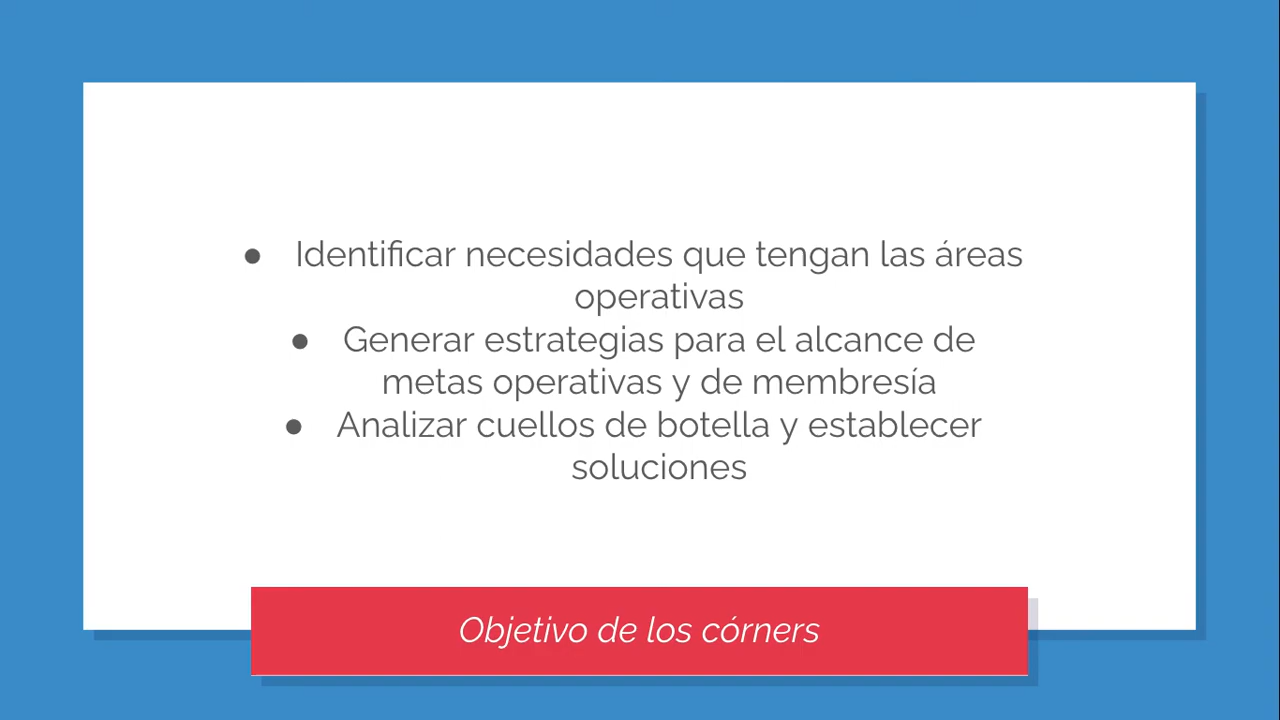 ● Identificar necesidades que tengan las áreas
operativas
● Generar estrategias para el alcance de
metas operativas y de membresía
● Analizar cuellos de botella y establecer
soluciones
Objetivo de los córners